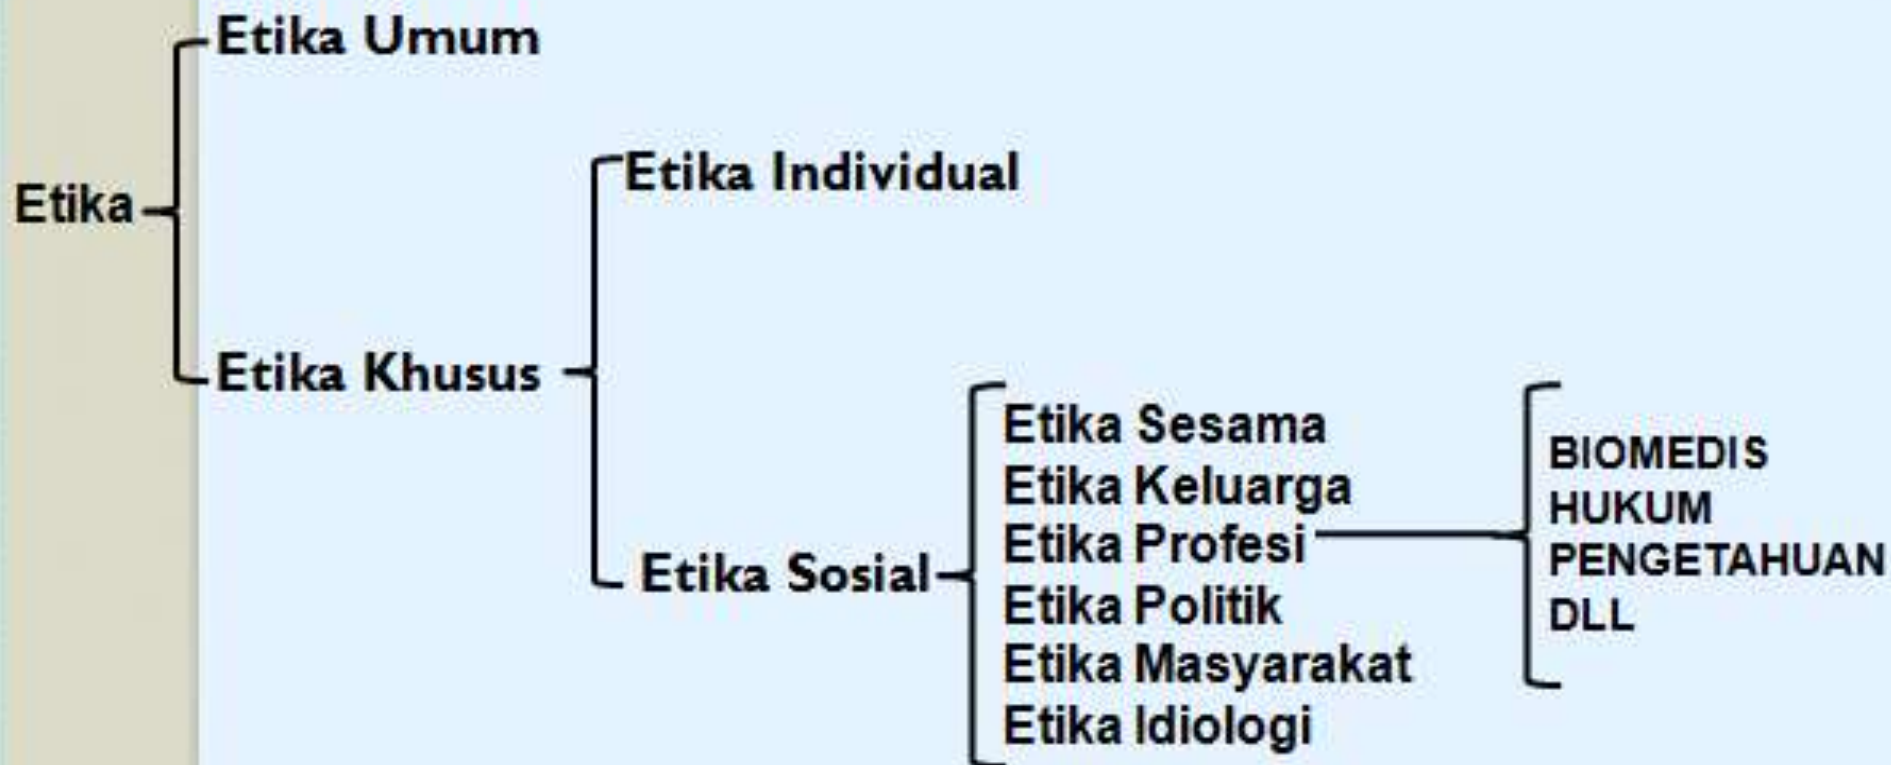 Etika
Etika Umum
Etika Khusus
Etika Individual
Etika Sosial
Etika Sesama
Etika Keluarga
Etika Profesi
Etika Politik
Etika Masyarakat
Etika Idiologi
BIOMEDIS
HUKUM
PENGETAHUAN
DLL